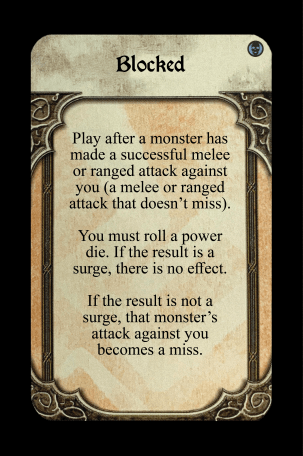 Blocked
Play after a monster has
made a successful melee
or ranged attack against
you (a melee or ranged
attack that doesn't miss).
You must roll a power
die. If the result is a
surge, there is no effect.
If the result is not a
surge, that monster's
attack against you
becomes a miss.